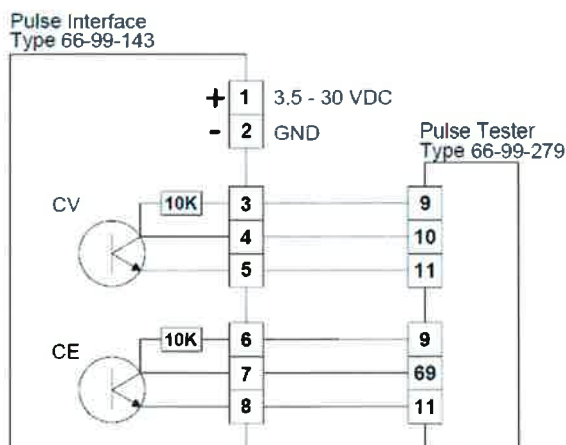 Pulse Interface
Type 66-99-143
+ 1 3.5 - 30 VDC
- 2 GND
Pulse Tester
Type 66-99-279
CV 10K 3 9
4 10
5 11
CE 10K 6 9
7 69
8 11